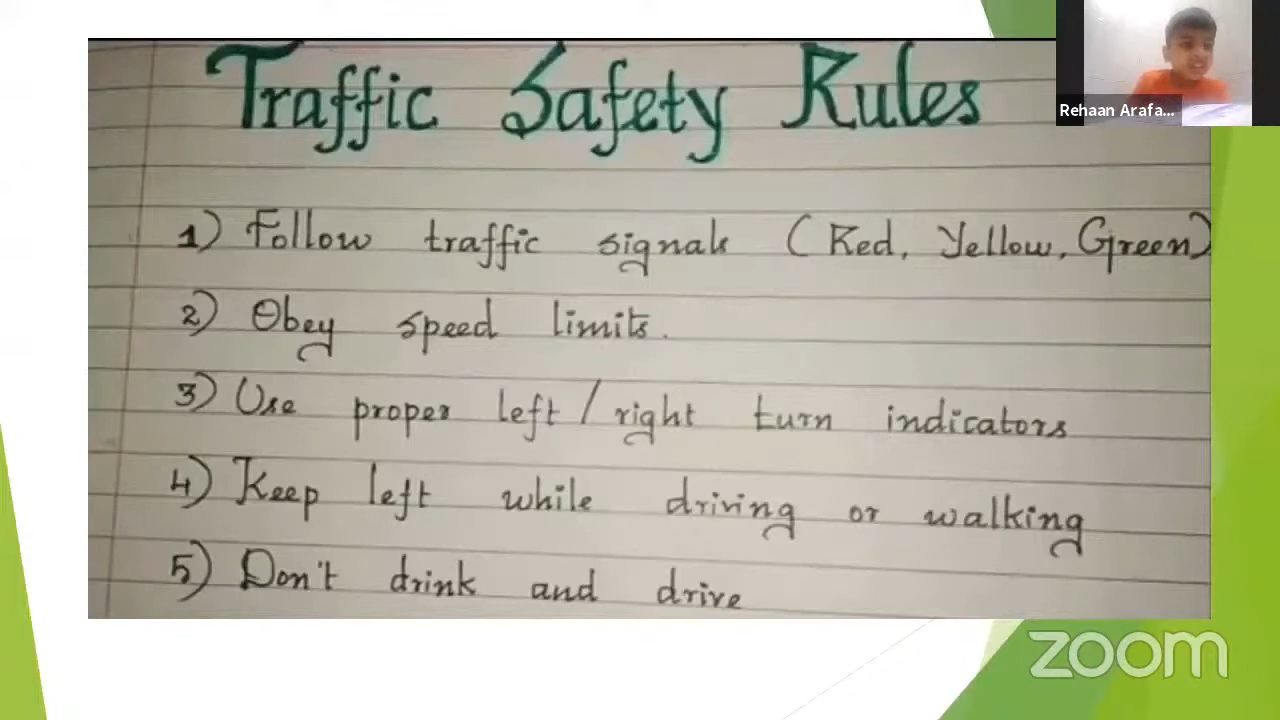 Traffic Safety Rules
Rehaan Arafa...
1) Follow traffic signals (Red, Yellow, Green)
2) Obey speed limits.
3) Use proper left/right turn indicators
4) Keep left while driving or walking
5) Don't drink and drive
zoom